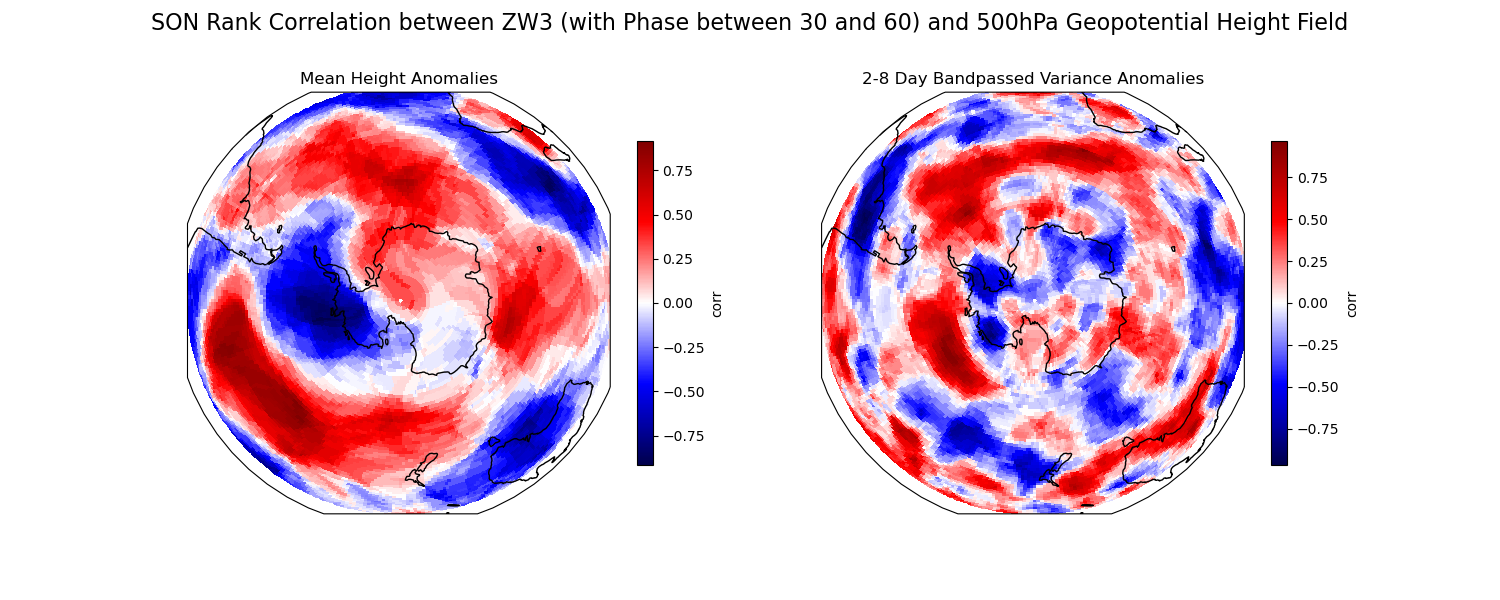 SON Rank Correlation between ZW3 (with Phase between 30 and 60) and 500hPa Geopotential Height Field
Mean Height Anomalies
0.75
0.50
0.25
0.00
−0.25
−0.50
−0.75
corr
2-8 Day Bandpassed Variance Anomalies
0.75
0.50
0.25
0.00
−0.25
−0.50
−0.75
corr